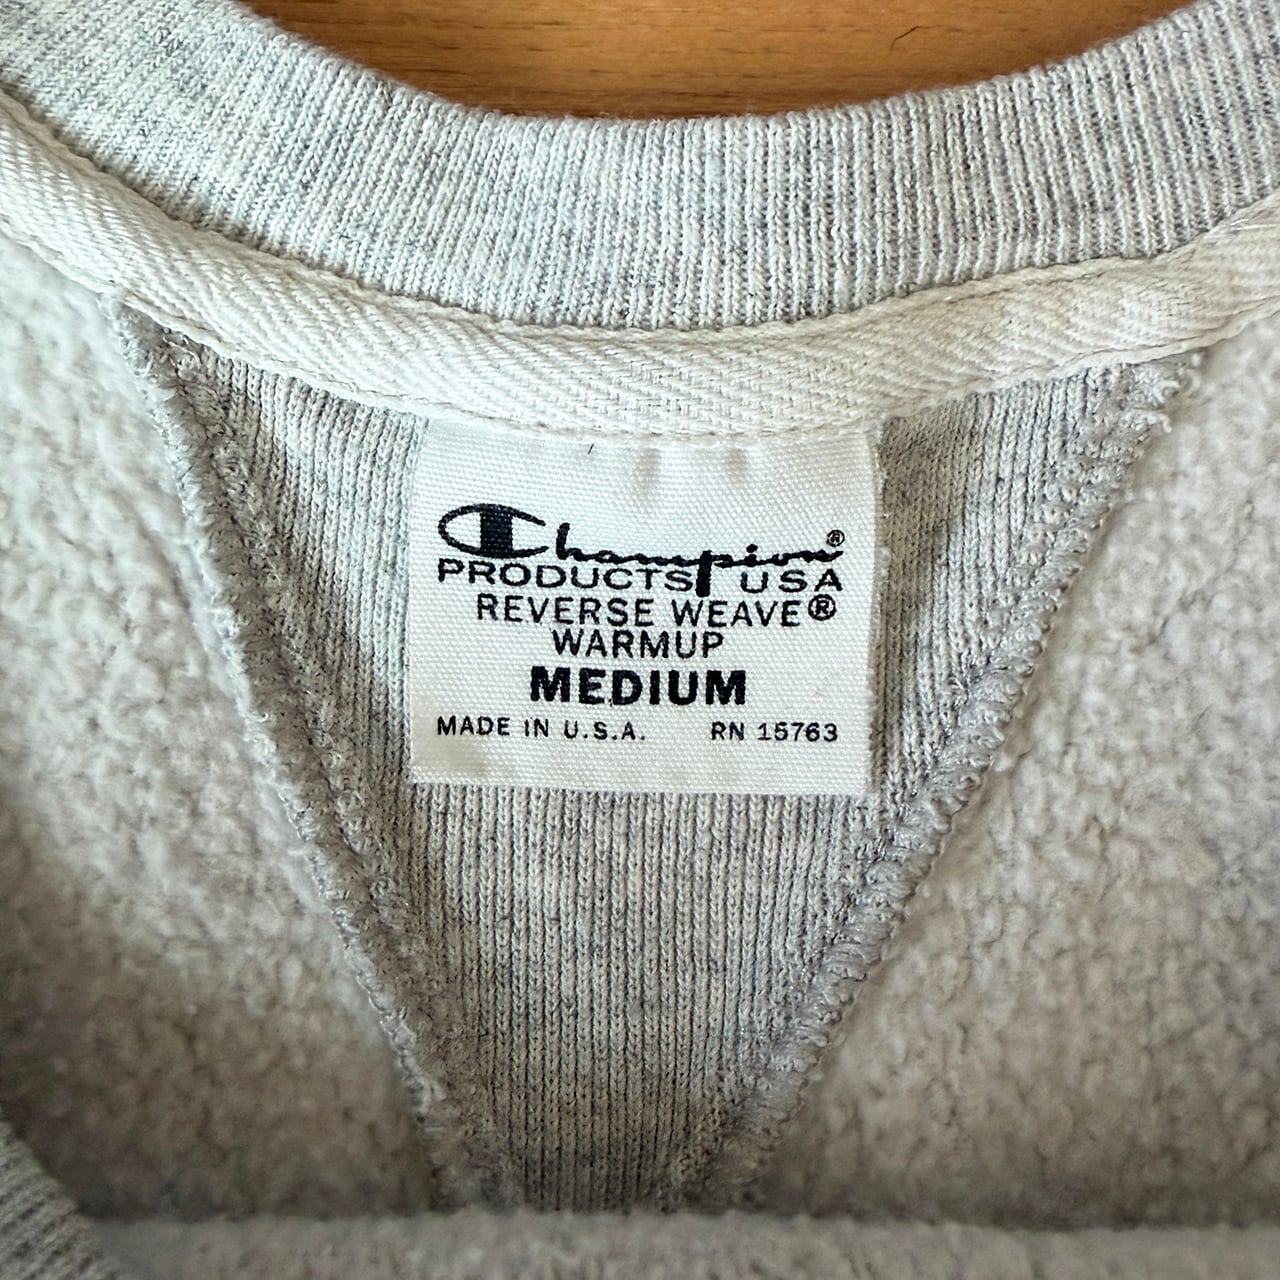 Champion®
PRODUCTS USA
REVERSE WEAVE®
WARMUP
MEDIUM
MADE IN U.S.A. RN 15763